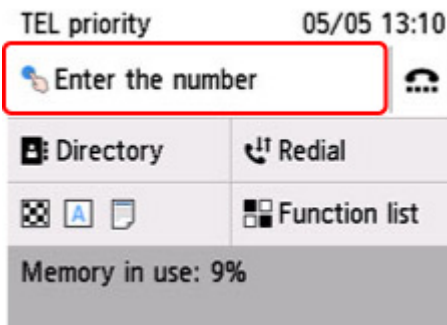 TEL priority 05/05 13:10
Enter the number
Directory Redial
A Function list
Memory in use: 9%